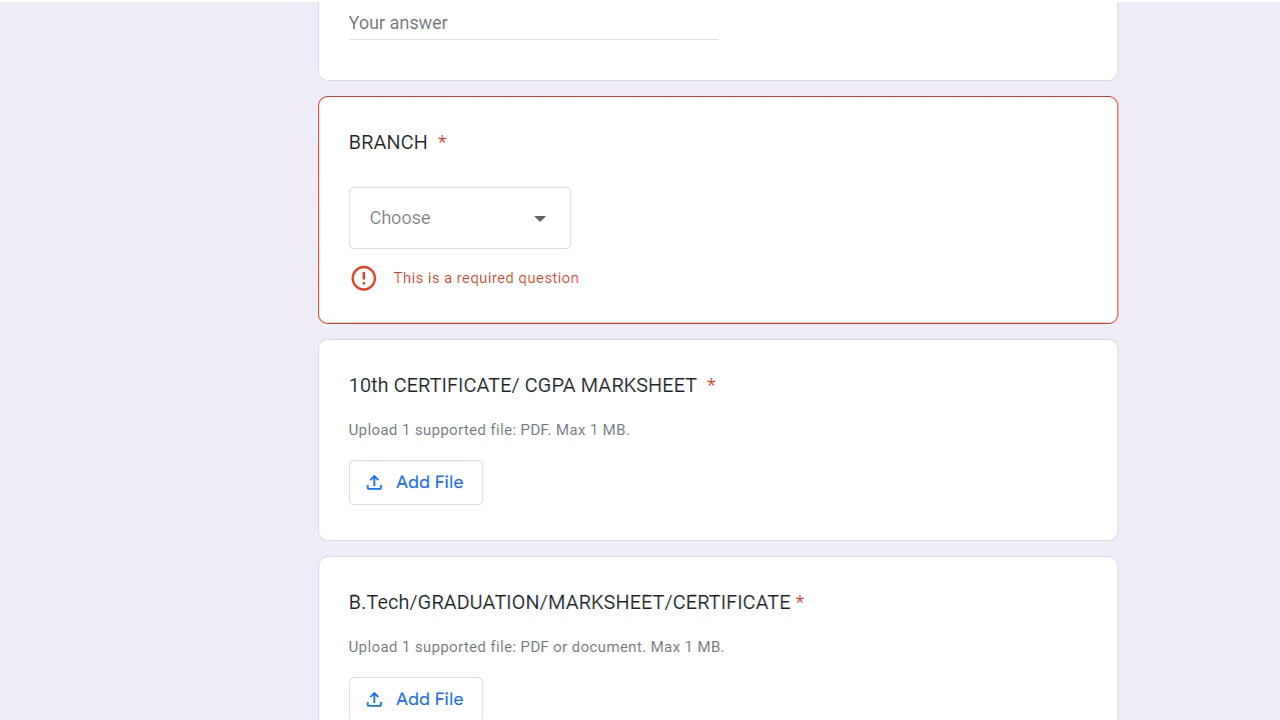 Your answer
BRANCH *
Choose
This is a required question
10th CERTIFICATE/ CGPA MARKSHEET *
Upload 1 supported file: PDF. Max 1 MB.
Add File
B.Tech/GRADUATION/MARKSHEET/CERTIFICATE *
Upload 1 supported file: PDF or document. Max 1 MB.
Add File